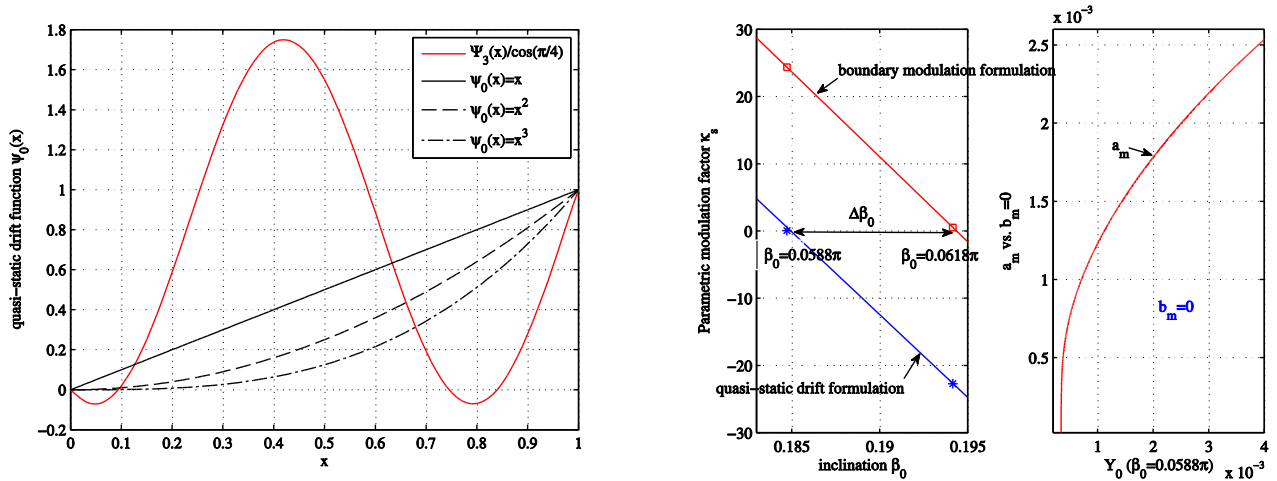 1.8
1.6
1.4
1.2
1
0.8
0.6
0.4
0.2
0
−0.2
0 0.1 0.2 0.3 0.4 0.5 0.6 0.7 0.8 0.9 1
x
quasi−static drift function ψ0(x)
Ψ3(x)/cos(π/4)
ψ0(x)=x
ψ0(x)=x²
ψ0(x)=x³
30
20
10
0
−10
−20
−30
0.185 0.19 0.195
inclination β0
Parametric modulation factor κs
boundary modulation formulation
Δβ0
β0=0.0588π
β0=0.0618π
quasi−static drift formulation
x 10⁻³
2.5
2
1.5
1
0.5
1 2 3 4
Y0 (β0=0.0588π)
x 10⁻³
am vs. bm=0
am
bm=0